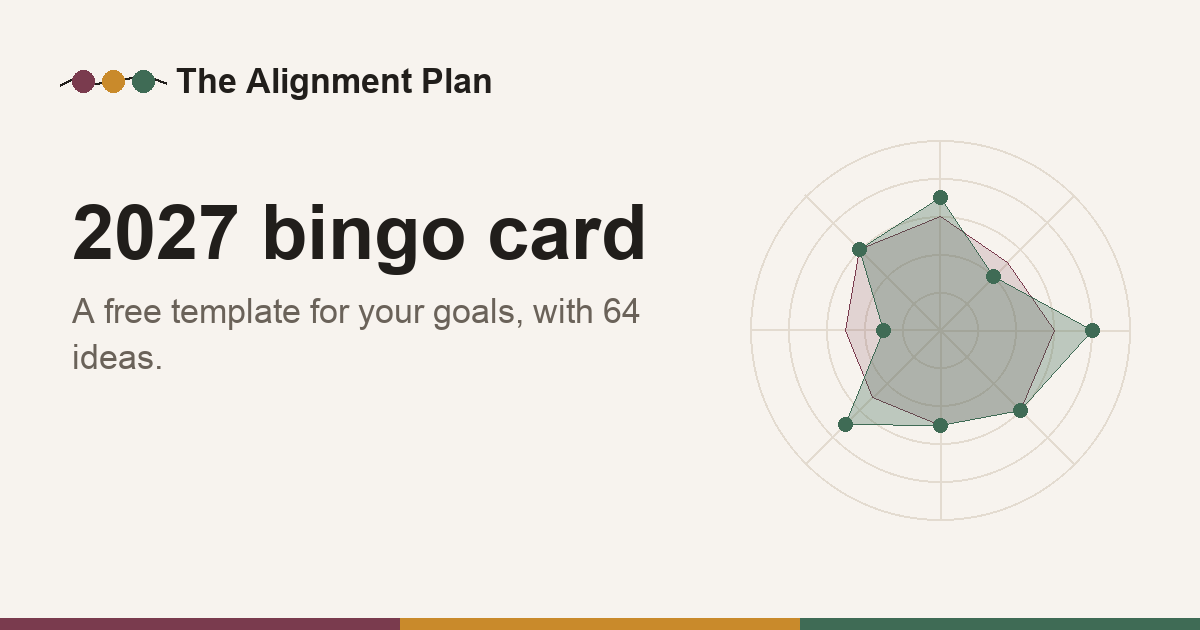 The Alignment Plan
2027 bingo card
A free template for your goals, with 64
ideas.